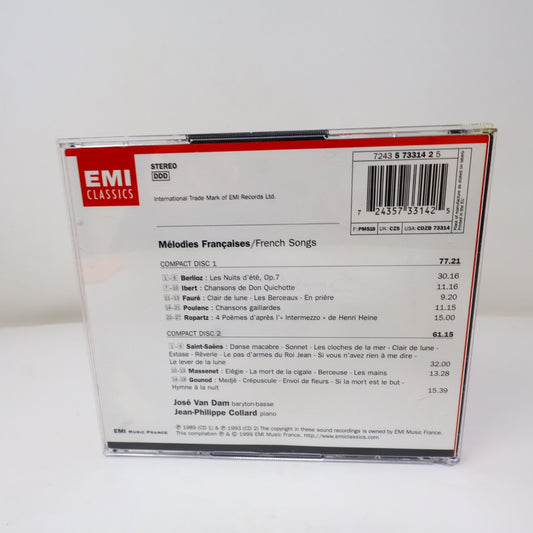 7243 5 73314 2 5
EMI
CLASSICS
STEREO
DDD
International Trade Mark of EMI Records Ltd.
7 24357 33142 5
F: PM518 UK: CZS USA: CDZB 73314
Mélodies Françaises/French Songs
COMPACT DISC 1 77.21
1-6 Berlioz : Les Nuits d'été, Op.7 30.16
7-10 Ibert : Chansons de Don Quichotte 11.16
11-13 Fauré : Clair de lune - Les Berceaux - En prière 9.20
14-21 Poulenc : Chansons gaillardes 11.15
22-27 Ropartz : 4 Poèmes d'après l'« Intermezzo » de Henri Heine 15.00
COMPACT DISC 2 61.15
1-9 Saint-Saëns : Danse macabre - Sonnet - Les cloches de la mer - Clair de lune -
Extase - Rêverie - Le pas d'armes du Roi Jean - Si vous n'avez rien à me dire -
Le lever de la lune 32.00
10-13 Massenet : Elégie - La mort de la cigale - Berceuse - Les mains 13.28
14-18 Gounod : Medjé - Crépuscule - Envoi de fleurs - Si la mort est le but -
Hymne à la nuit 15.39
José Van Dam baryton-basse
Jean-Philippe Collard piano
EMI MUSIC FRANCE
℗ 1989 (CD 1) & ℗ 1993 (CD 2) The copyright in these sound recordings is owned by EMI Music France.
This compilation ℗ & © 1999 EMI Music France. www.emiclassics.com